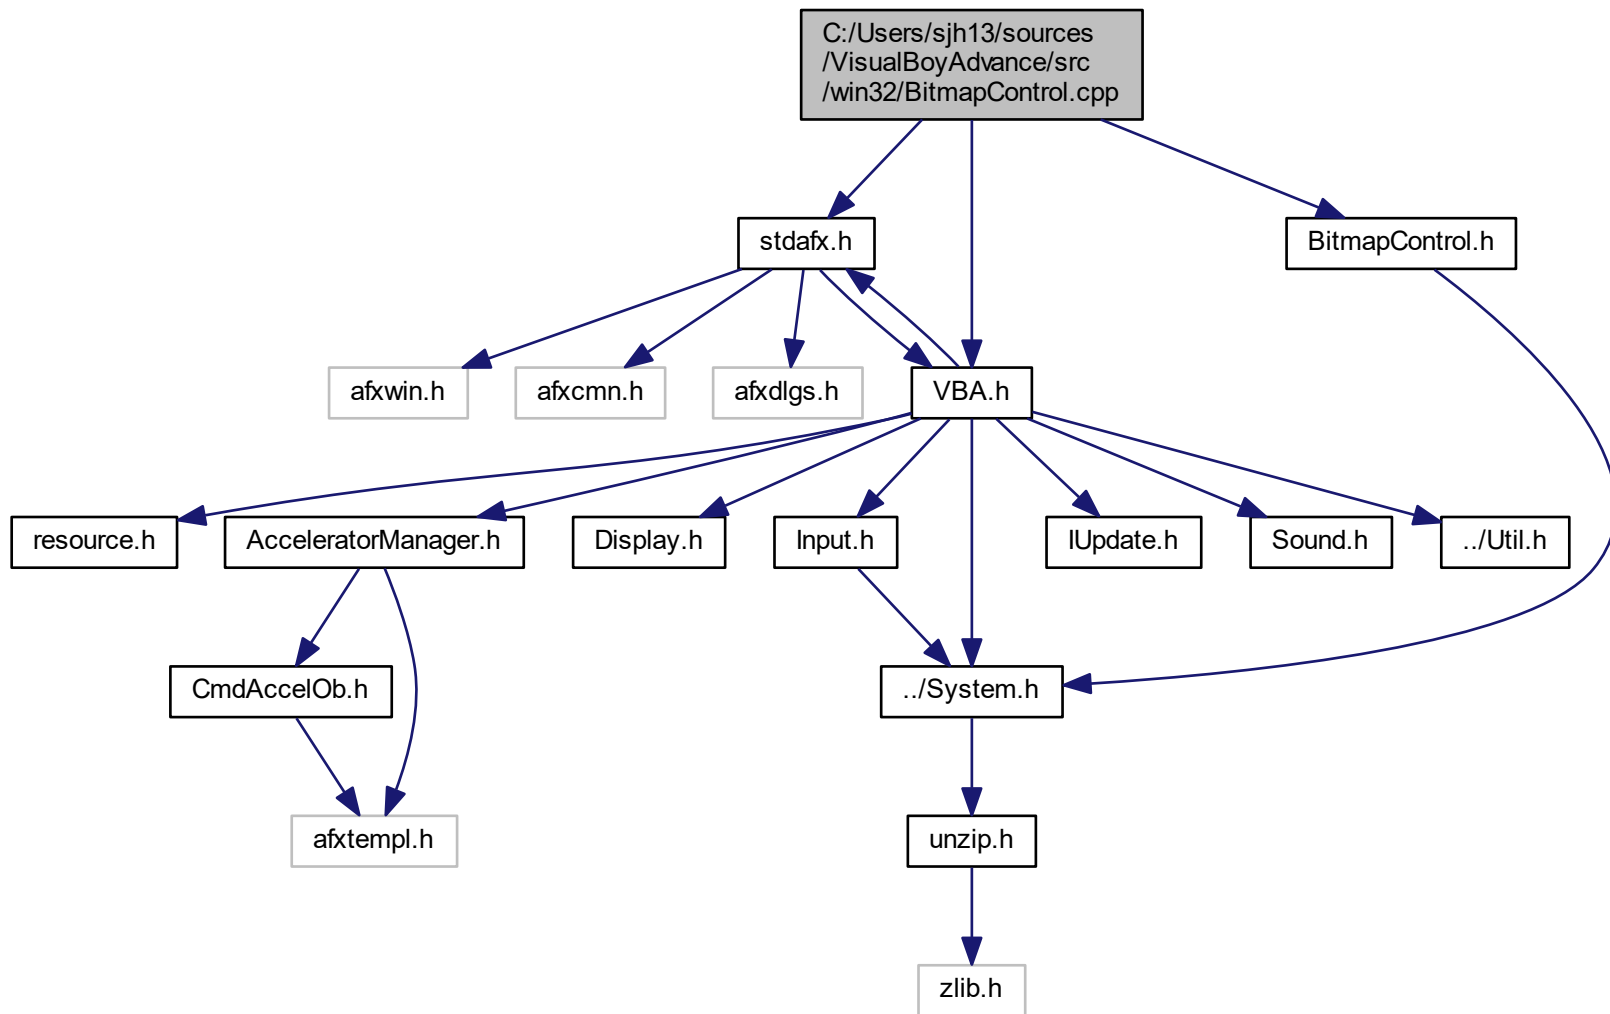 C:/Users/sjh13/sources
/VisualBoyAdvance/src
/win32/BitmapControl.cpp
stdafx.h
BitmapControl.h
afxwin.h
afxcmn.h
afxdlgs.h
VBA.h
resource.h
AcceleratorManager.h
Display.h
Input.h
IUpdate.h
Sound.h
../Util.h
CmdAccelOb.h
../System.h
afxtempl.h
unzip.h
zlib.h